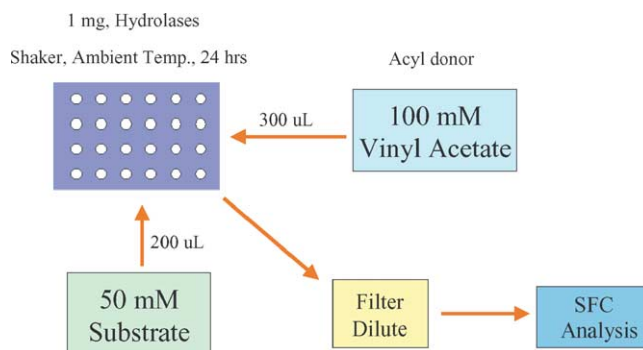 1 mg, Hydrolases
Shaker, Ambient Temp., 24 hrs
Acyl donor
300 uL
100 mM
Vinyl Acetate
200 uL
50 mM
Substrate
Filter
Dilute
SFC
Analysis